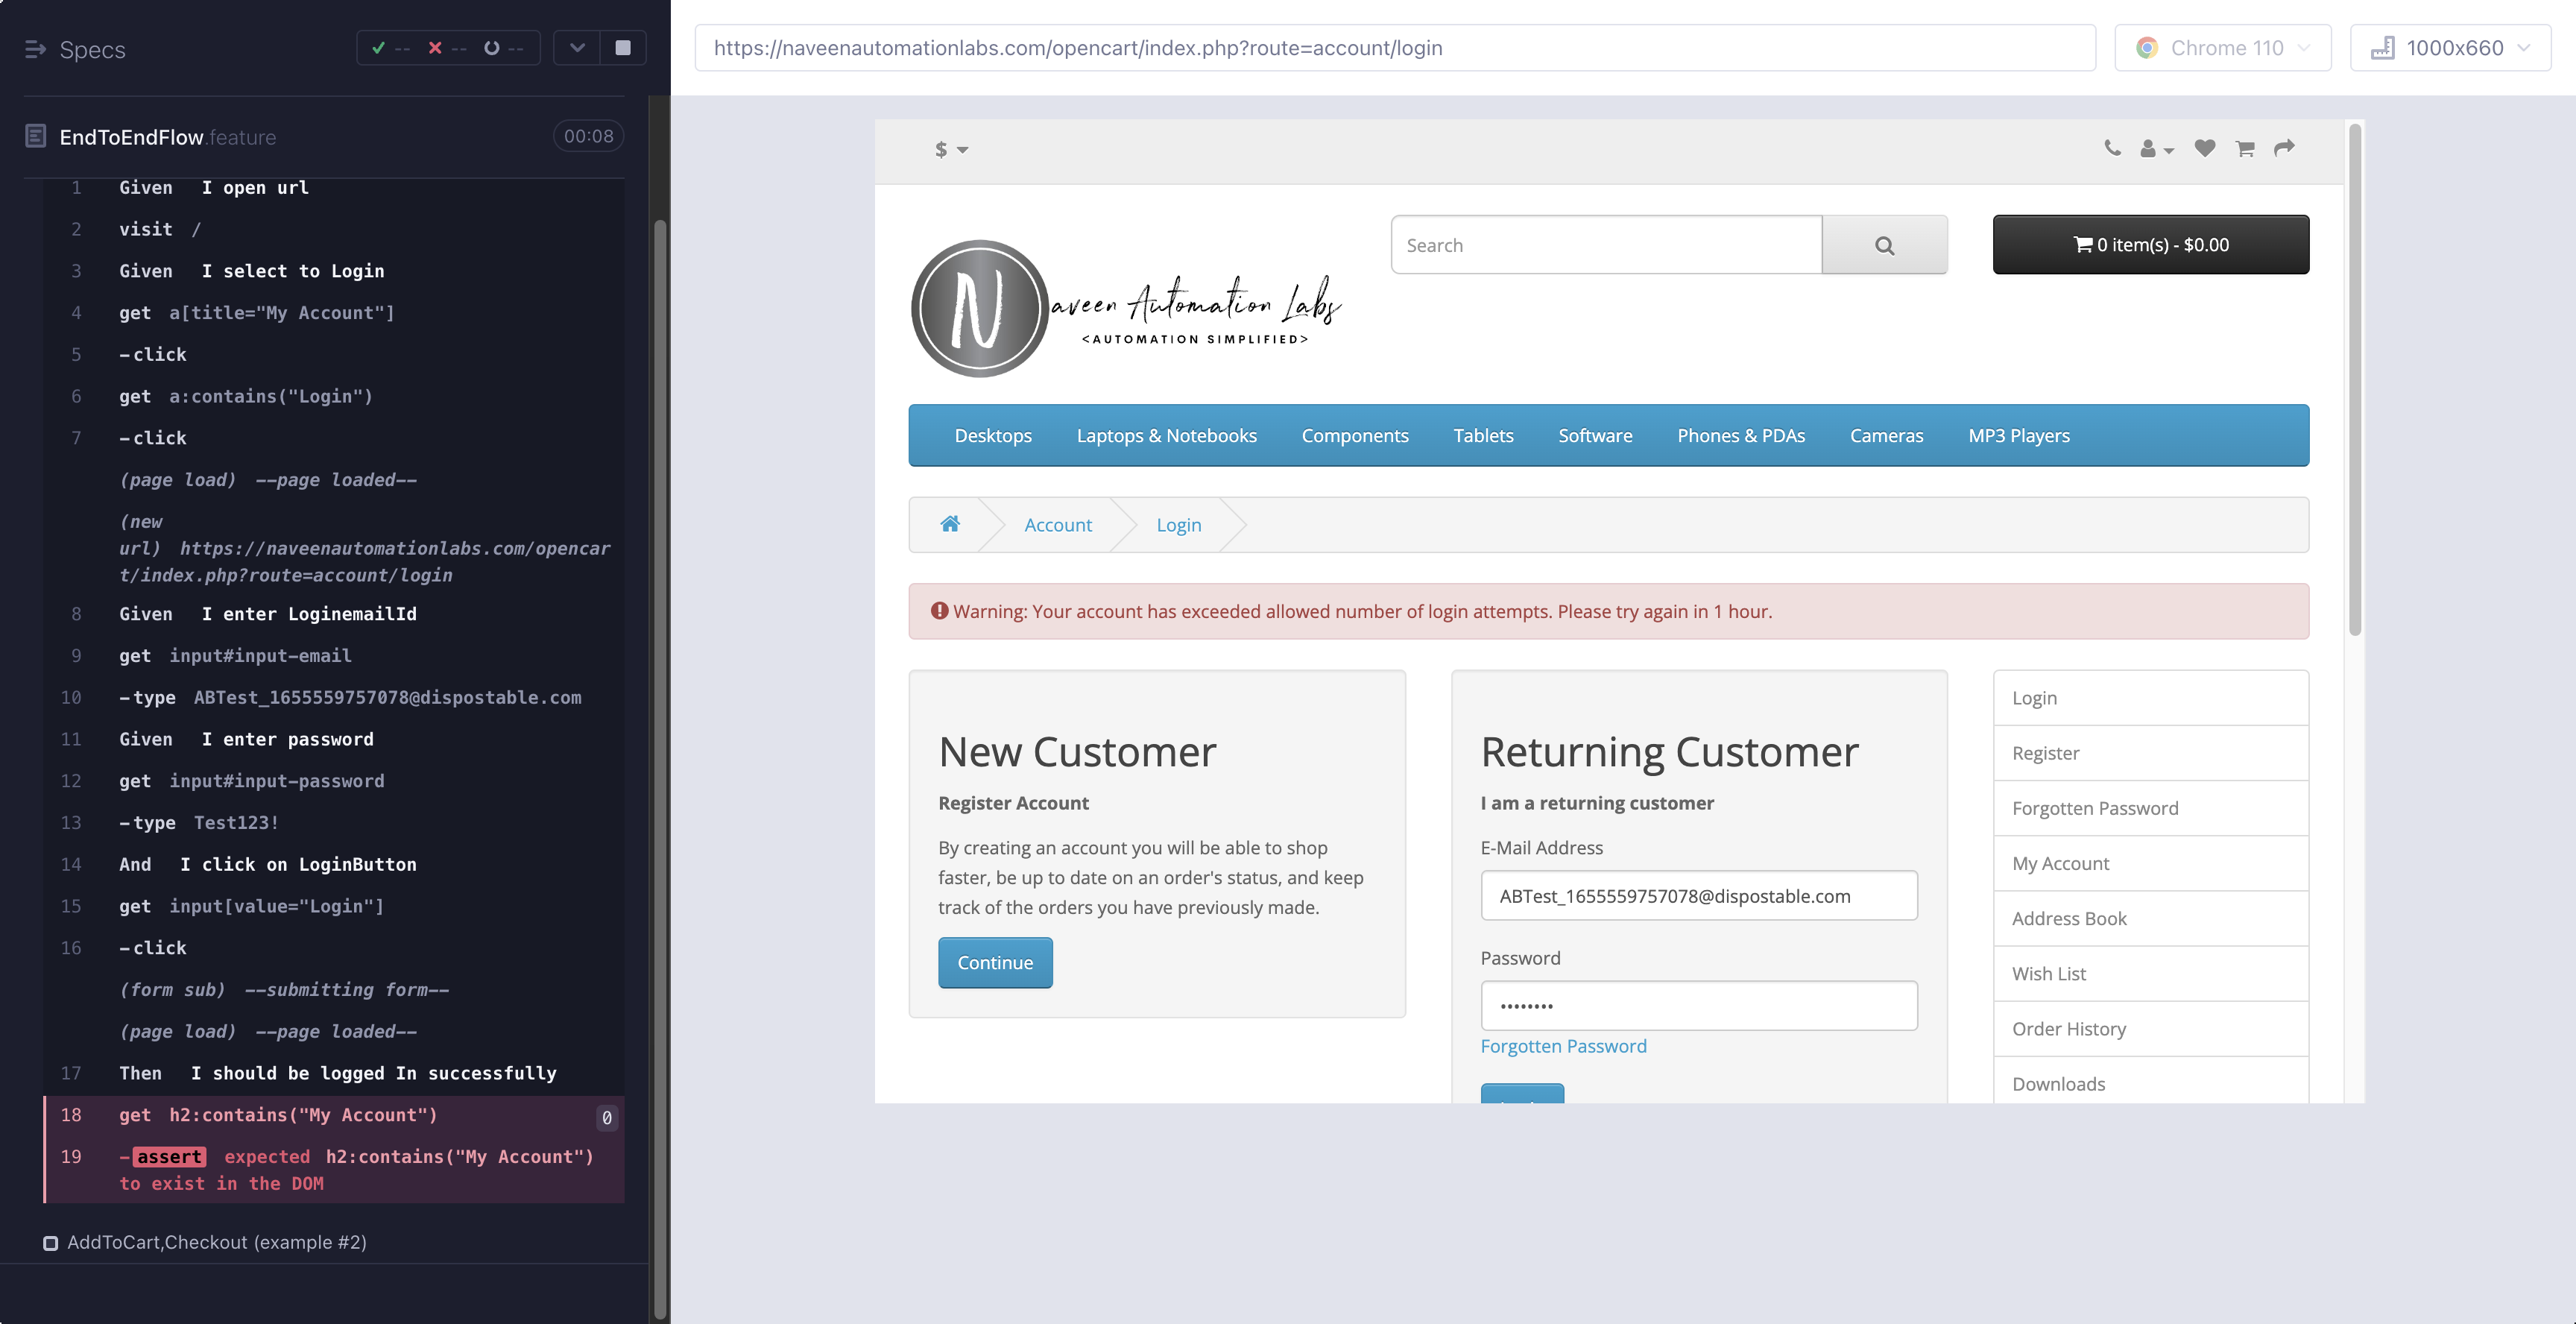 Specs
-- -- --
EndToEndFlow.feature 00:08
1 Given I open url
2 visit /
3 Given I select to Login
4 get a[title="My Account"]
5 -click
6 get a:contains("Login")
7 -click
(page load) --page loaded--
(new
url) https://naveenautomationlabs.com/opencar
t/index.php?route=account/login
8 Given I enter LoginemailId
9 get input#input-email
10 -type ABTest_1655559757078@dispostable.com
11 Given I enter password
12 get input#input-password
13 -type Test123!
14 And I click on LoginButton
15 get input[value="Login"]
16 -click
(form sub) --submitting form--
(page load) --page loaded--
17 Then I should be logged In successfully
18 get h2:contains("My Account") 0
19 -assert expected h2:contains("My Account")
to exist in the DOM
AddToCart,Checkout (example #2)
https://naveenautomationlabs.com/opencart/index.php?route=account/login
Chrome 110
1000x660
$
Naveen Automation Labs
<AUTOMATION SIMPLIFIED>
Search
0 item(s) - $0.00
Desktops Laptops & Notebooks Components Tablets Software Phones & PDAs Cameras MP3 Players
Account Login
Warning: Your account has exceeded allowed number of login attempts. Please try again in 1 hour.
New Customer
Register Account
By creating an account you will be able to shop
faster, be up to date on an order's status, and keep
track of the orders you have previously made.
Continue
Returning Customer
I am a returning customer
E-Mail Address
ABTest_1655559757078@dispostable.com
Password
••••••••
Forgotten Password
Login
Register
Forgotten Password
My Account
Address Book
Wish List
Order History
Downloads